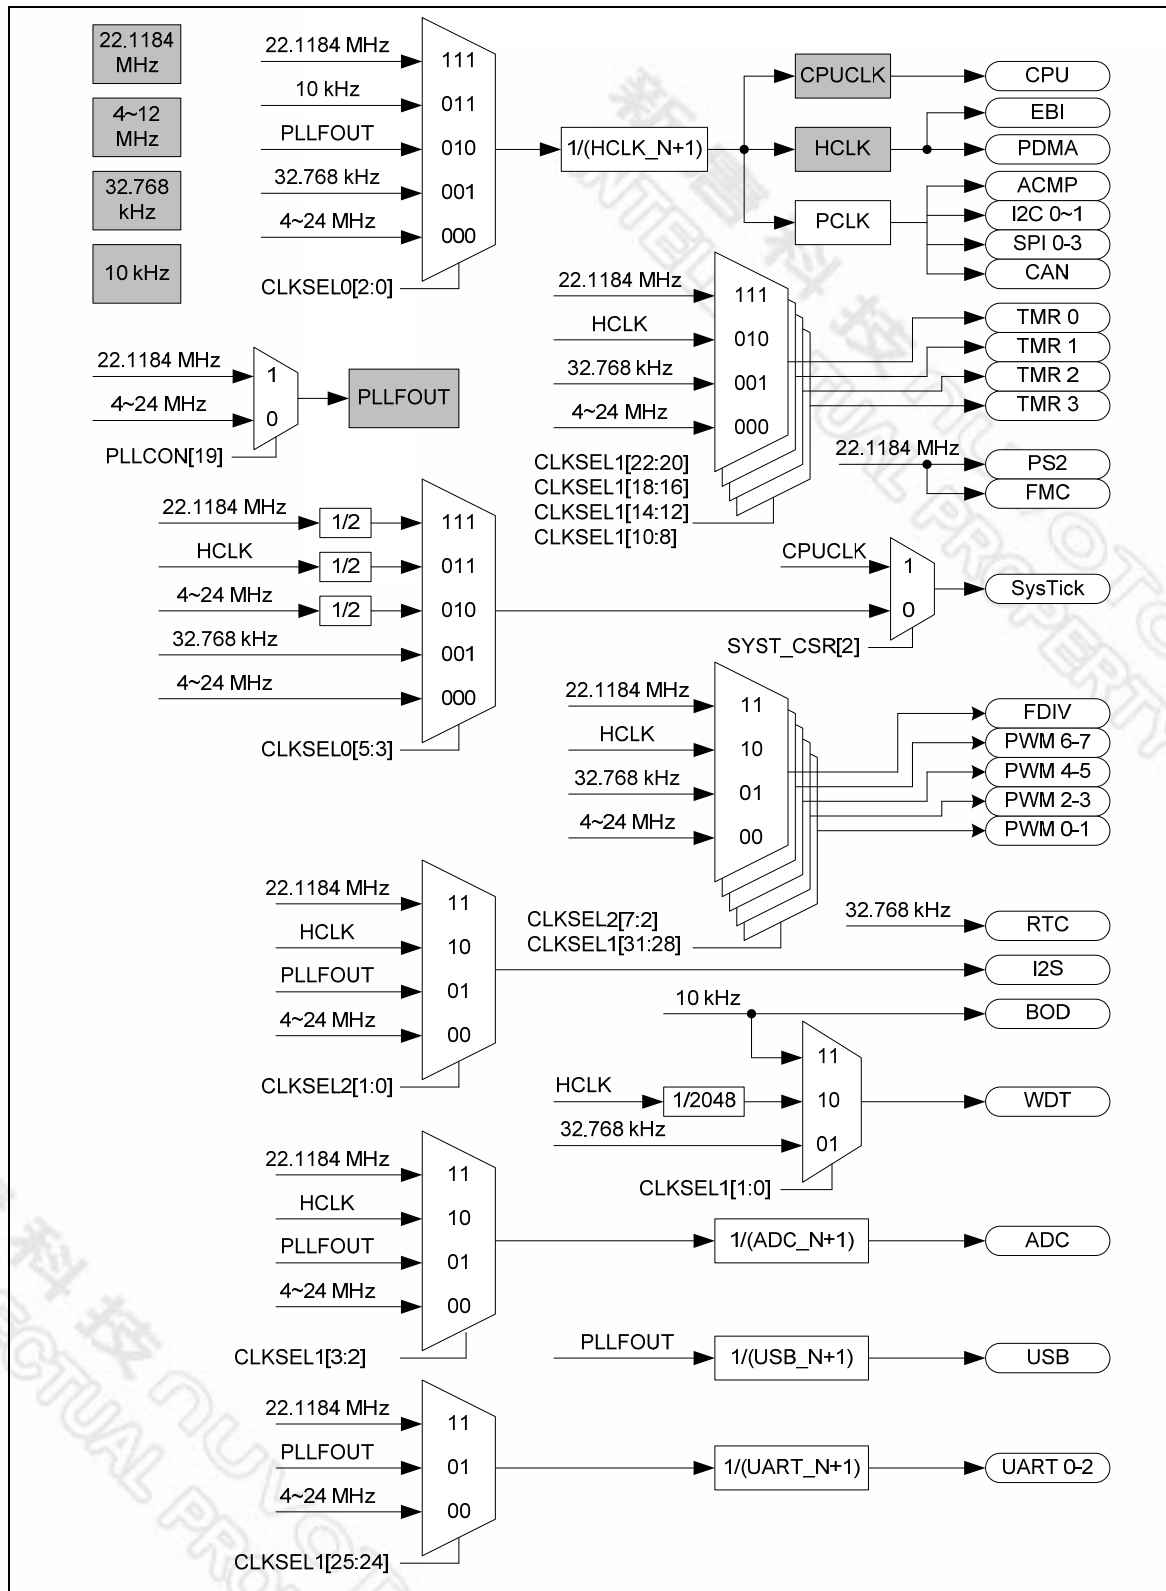 22.1184
MHz
4~12
MHz
32.768
kHz
10 kHz
22.1184 MHz
111
10 kHz
011
PLLFOUT
010
32.768 kHz
001
4~24 MHz
000
CLKSEL0[2:0]
1/(HCLK_N+1)
CPUCLK
HCLK
PCLK
CPU
EBI
PDMA
ACMP
I2C 0~1
SPI 0-3
CAN
22.1184 MHz
111
HCLK
010
32.768 kHz
001
4~24 MHz
000
CLKSEL1[22:20]
CLKSEL1[18:16]
CLKSEL1[14:12]
CLKSEL1[10:8]
TMR 0
TMR 1
TMR 2
TMR 3
22.1184 MHz
1
4~24 MHz
0
PLLCON[19]
PLLFOUT
22.1184 MHz
PS2
FMC
22.1184 MHz
1/2
111
HCLK
1/2
011
4~24 MHz
1/2
010
32.768 kHz
001
4~24 MHz
000
CLKSEL0[5:3]
CPUCLK
1
0
SYST_CSR[2]
SysTick
22.1184 MHz
11
HCLK
10
32.768 kHz
01
4~24 MHz
00
CLKSEL2[7:2]
CLKSEL1[31:28]
FDIV
PWM 6-7
PWM 4-5
PWM 2-3
PWM 0-1
32.768 kHz
RTC
22.1184 MHz
11
HCLK
10
PLLFOUT
01
4~24 MHz
00
CLKSEL2[1:0]
I2S
10 kHz
BOD
11
HCLK
1/2048
10
32.768 kHz
01
CLKSEL1[1:0]
WDT
22.1184 MHz
11
HCLK
10
PLLFOUT
01
4~24 MHz
00
CLKSEL1[3:2]
1/(ADC_N+1)
ADC
PLLFOUT
1/(USB_N+1)
USB
22.1184 MHz
11
PLLFOUT
01
4~24 MHz
00
CLKSEL1[25:24]
1/(UART_N+1)
UART 0-2